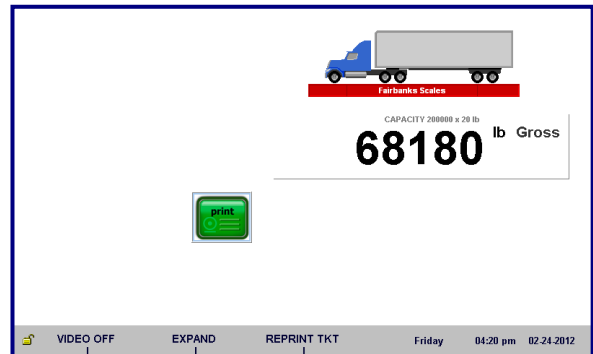 Fairbanks Scales
CAPACITY 200000 x 20 lb
68180 lb Gross
print
VIDEO OFF EXPAND REPRINT TKT Friday 04:20 pm 02-24-2012